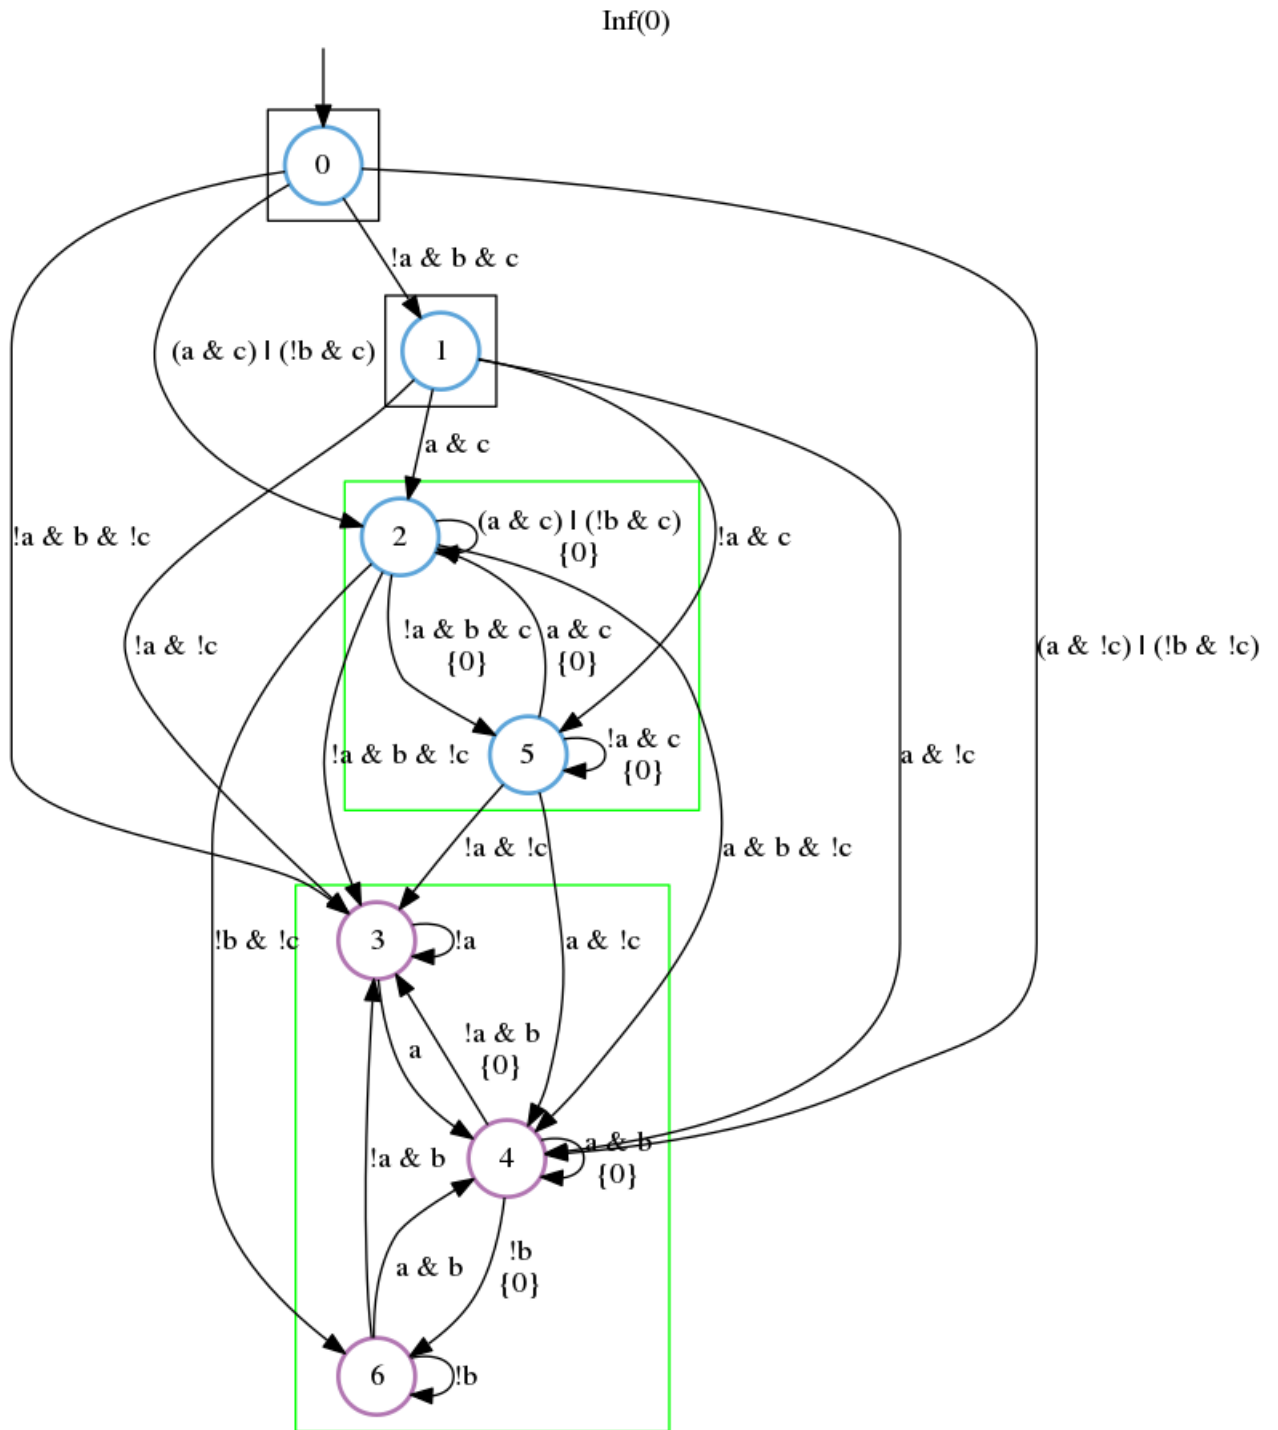 Inf(0)
0
!a & b & c
(a & c) | (!b & c)
1
a & c
!a & b & !c
2
(a & c) | (!b & c)
{0}
!a & c
!a & !c
!a & b & c
{0}
a & c
{0}
(a & !c) | (!b & !c)
!a & b & !c
5
!a & c
{0}
a & !c
!a & !c
a & b & !c
!b & !c
3
!a
a & !c
a
!a & b
{0}
!a & b
4
a & b
{0}
a & b
!b
{0}
6
!b